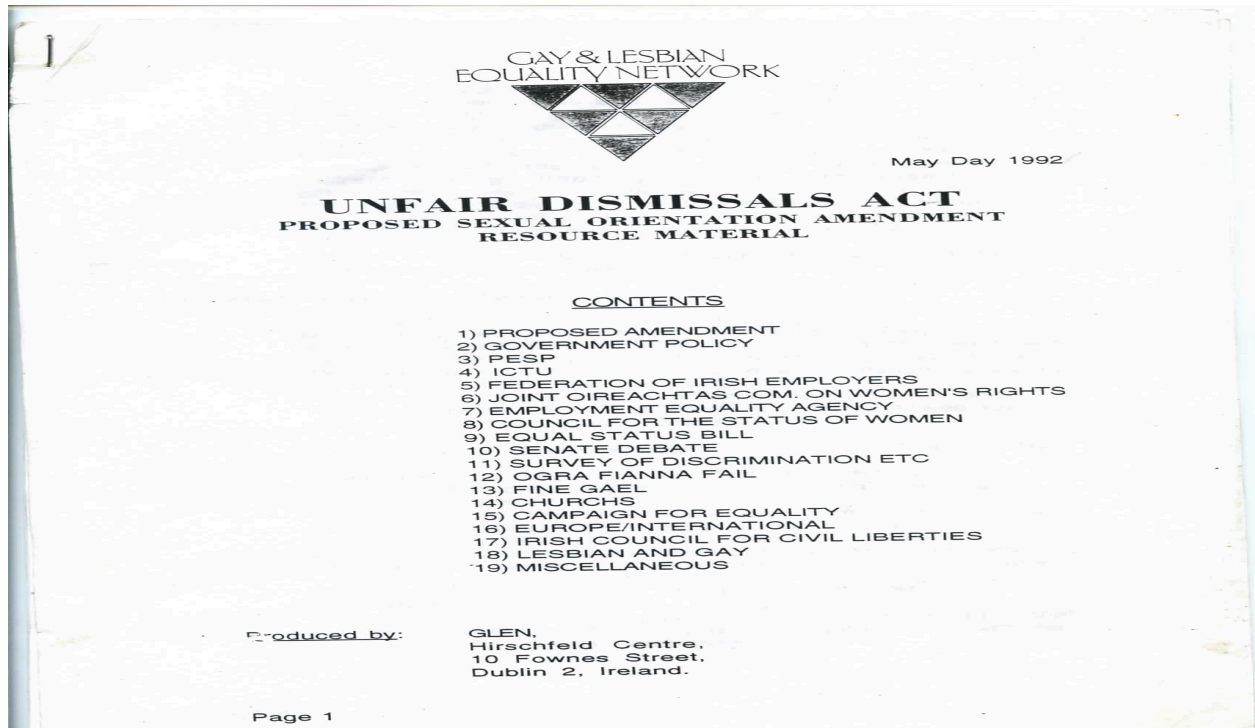 GAY & LESBIAN
EQUALITY NETWORK
May Day 1992
UNFAIR DISMISSALS ACT
PROPOSED SEXUAL ORIENTATION AMENDMENT
RESOURCE MATERIAL
CONTENTS
1) PROPOSED AMENDMENT
2) GOVERNMENT POLICY
3) PESP
4) ICTU
5) FEDERATION OF IRISH EMPLOYERS
6) JOINT OIREACHTAS COM. ON WOMEN'S RIGHTS
7) EMPLOYMENT EQUALITY AGENCY
8) COUNCIL FOR THE STATUS OF WOMEN
9) EQUAL STATUS BILL
10) SENATE DEBATE
11) SURVEY OF DISCRIMINATION ETC
12) OGRA FIANNA FAIL
13) FINE GAEL
14) CHURCHS
15) CAMPAIGN FOR EQUALITY
16) EUROPE/INTERNATIONAL
17) IRISH COUNCIL FOR CIVIL LIBERTIES
18) LESBIAN AND GAY
19) MISCELLANEOUS
Produced by: GLEN,
Hirschfeld Centre,
10 Fownes Street,
Dublin 2, Ireland.
Page 1